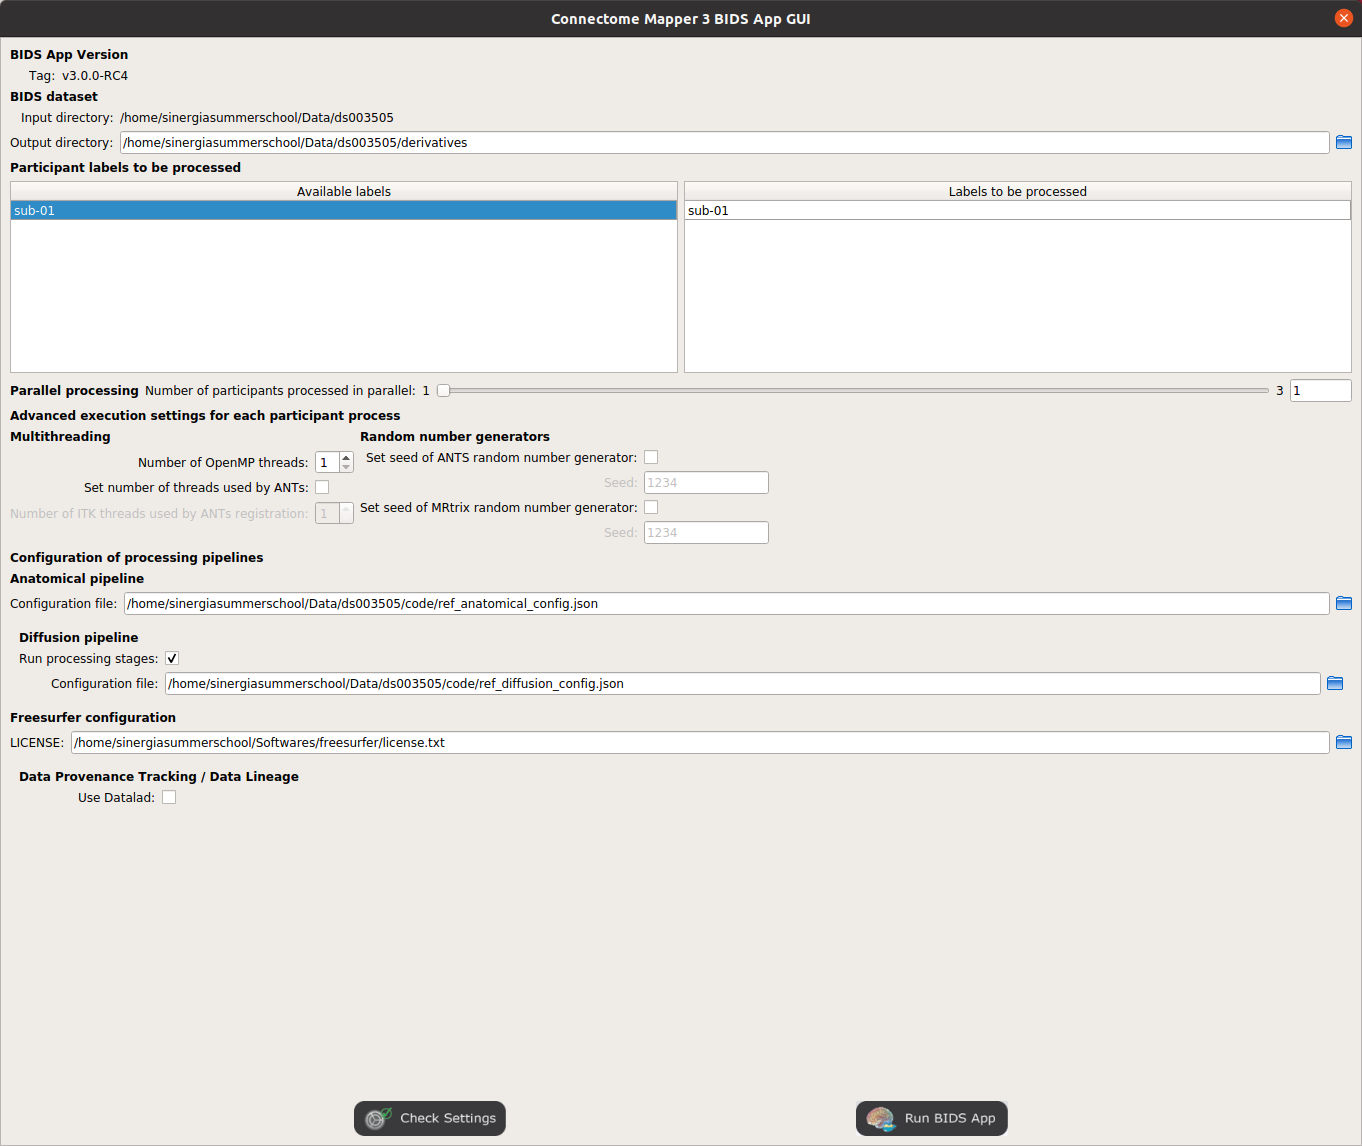 Connectome Mapper 3 BIDS App GUI
BIDS App Version
Tag: v3.0.0-RC4
BIDS dataset
Input directory: /home/sinergiasummerschool/Data/ds003505
Output directory: /home/sinergiasummerschool/Data/ds003505/derivatives
Participant labels to be processed
Available labels Labels to be processed
sub-01 sub-01
Parallel processing Number of participants processed in parallel: 1 3 1
Advanced execution settings for each participant process
Multithreading Random number generators
Set seed of ANTS random number generator:
Number of OpenMP threads: 1
Seed: 1234
Set number of threads used by ANTs:
Set seed of MRtrix random number generator:
Number of ITK threads used by ANTs registration: 1
Seed: 1234
Configuration of processing pipelines
Anatomical pipeline
Configuration file: /home/sinergiasummerschool/Data/ds003505/code/ref_anatomical_config.json
Diffusion pipeline
Run processing stages:
Configuration file: /home/sinergiasummerschool/Data/ds003505/code/ref_diffusion_config.json
Freesurfer configuration
LICENSE: /home/sinergiasummerschool/Softwares/freesurfer/license.txt
Data Provenance Tracking / Data Lineage
Use Datalad:
Check Settings Run BIDS App